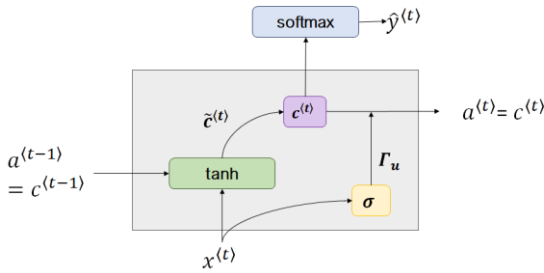 softmax
ŷ⟨t⟩
c⟨t⟩
c̃⟨t⟩
a⟨t⟩= c⟨t⟩
a⟨t−1⟩
= c⟨t−1⟩
tanh
Γu
σ
x⟨t⟩